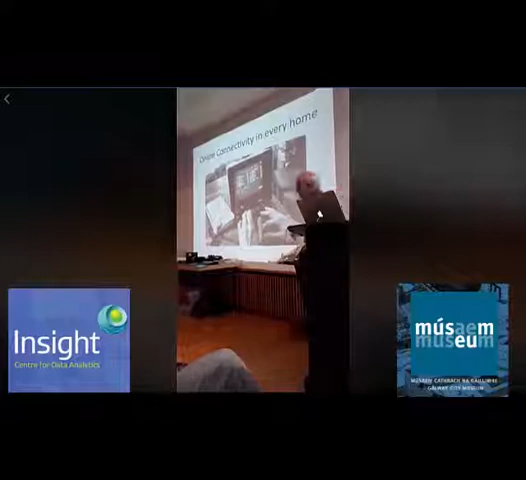 Online Connectivity in every home
Insight
Centre for Data Analytics
músaem
museum
MÚSAEM CATHRACH NA GAILLIMHE
GALWAY CITY MUSEUM